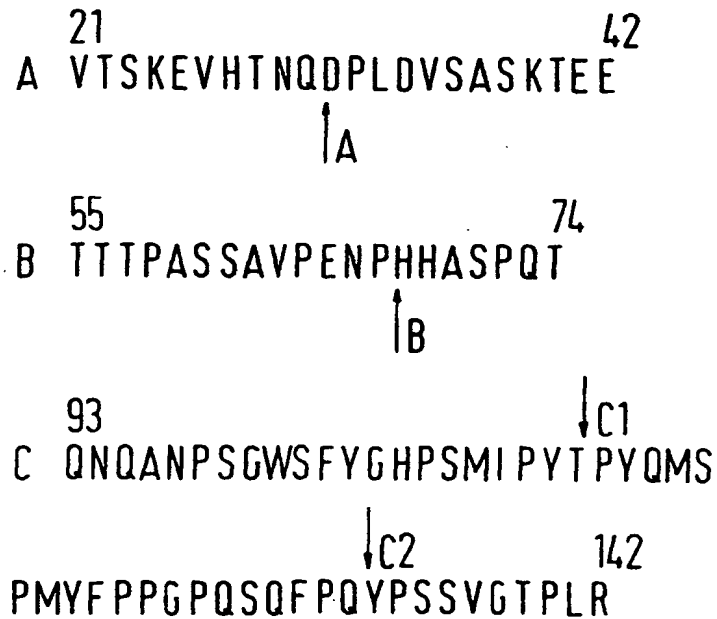 21 42
A VTSKEVHTNQDPLDVSASKTEE
A
55 74
B TTTPASSAVPENPHHASPQT
B
93 C1
C QNQANPSGWSFYGHPSMIPYTPYQMS
C2 142
PMYFPPGPQSQFPQYPSSVGTPLR